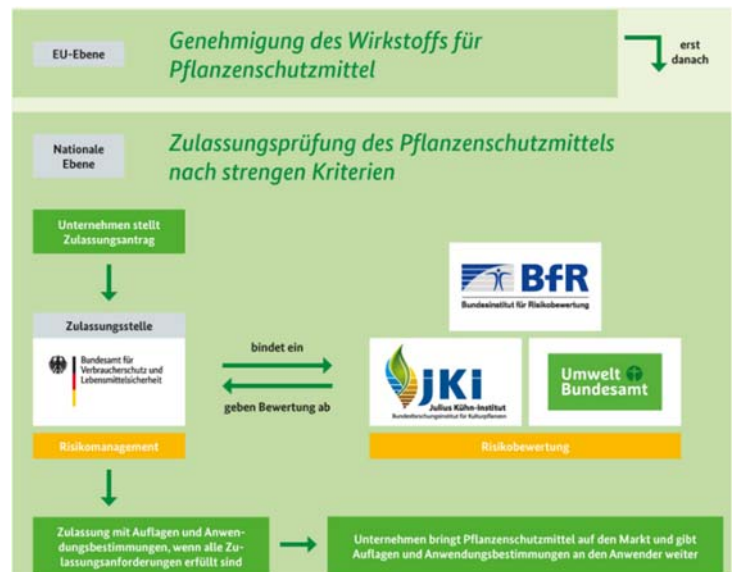 EU-Ebene
Genehmigung des Wirkstoffs für
Pflanzenschutzmittel
erst
danach
Nationale
Ebene
Zulassungsprüfung des Pflanzenschutzmittels
nach strengen Kriterien
Unternehmen stellt
Zulassungsantrag
Zulassungsstelle
Bundesamt für
Verbraucherschutz und
Lebensmittelsicherheit
Risikomanagement
bindet ein
geben Bewertung ab
BfR
Bundesinstitut für Risikobewertung
JKi
Julius Kühn-Institut
Bundesforschungsinstitut für Kulturpflanzen
Umwelt
Bundesamt
Risikobewertung
Zulassung mit Auflagen und Anwen-
dungsbestimmungen, wenn alle Zu-
lassungsanforderungen erfüllt sind
Unternehmen bringt Pflanzenschutzmittel auf den Markt und gibt
Auflagen und Anwendungsbestimmungen an den Anwender weiter